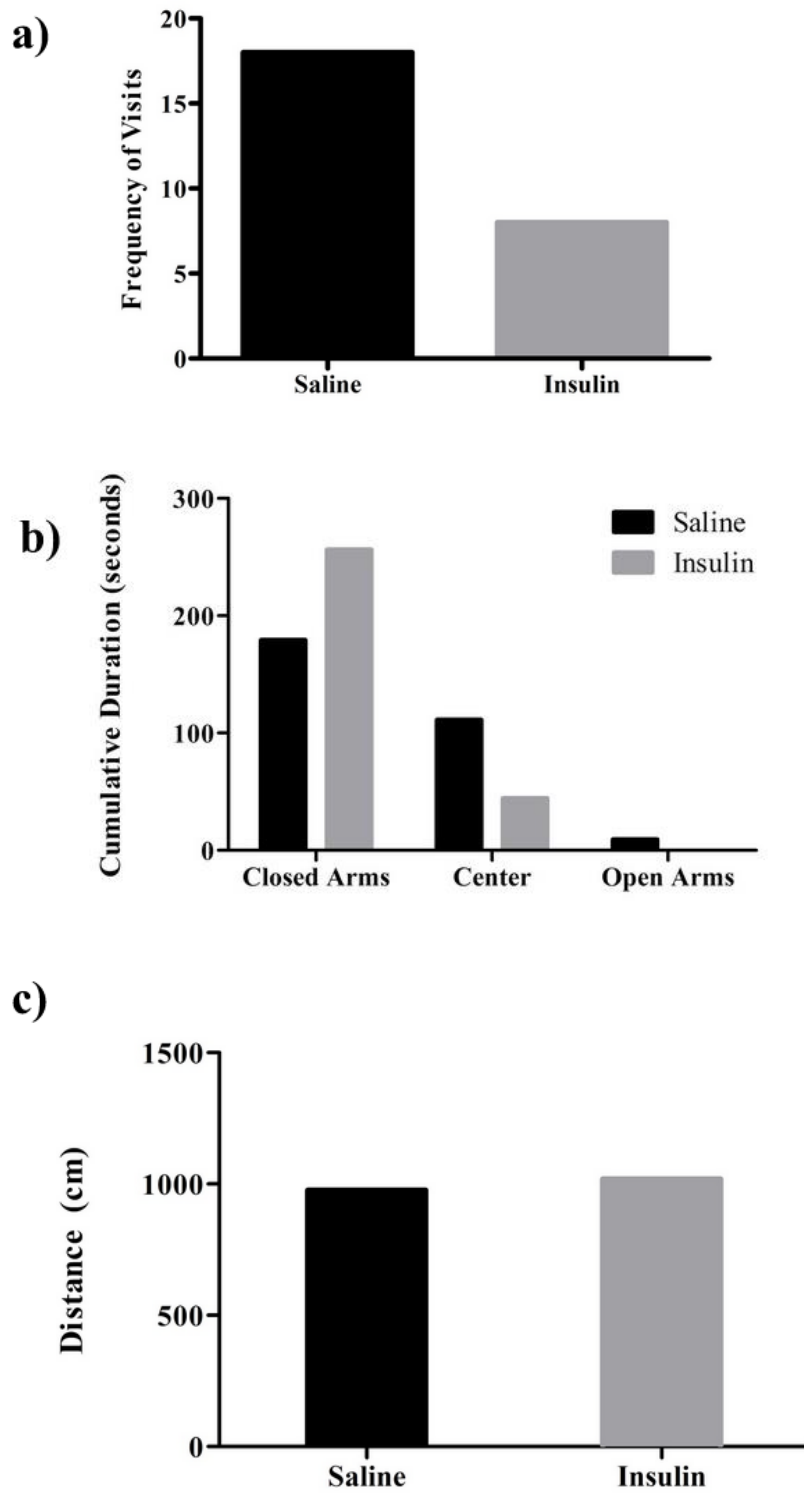 a)
Frequency of Visits
20
15
10
5
0
Saline
Insulin
b)
Cumulative Duration (seconds)
300
200
100
0
Saline
Insulin
Closed Arms
Center
Open Arms
c)
Distance (cm)
1500
1000
500
0
Saline
Insulin